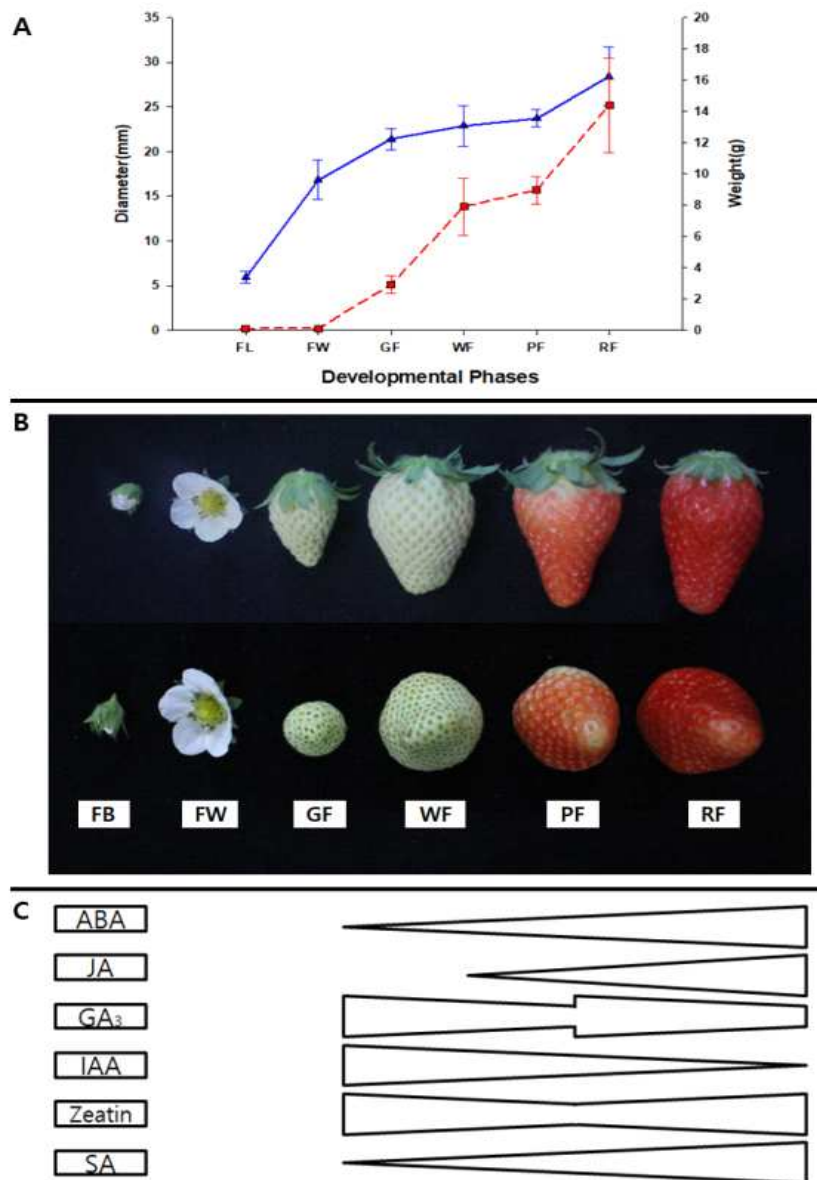 A
35
30
25
20
15
10
5
0
Diameter(mm)
20
18
16
14
12
10
8
6
4
2
0
Weight(g)
FL FW GF WF PF RF
Developmental Phases
B
FB FW GF WF PF RF
C
ABA
JA
GA₃
IAA
Zeatin
SA